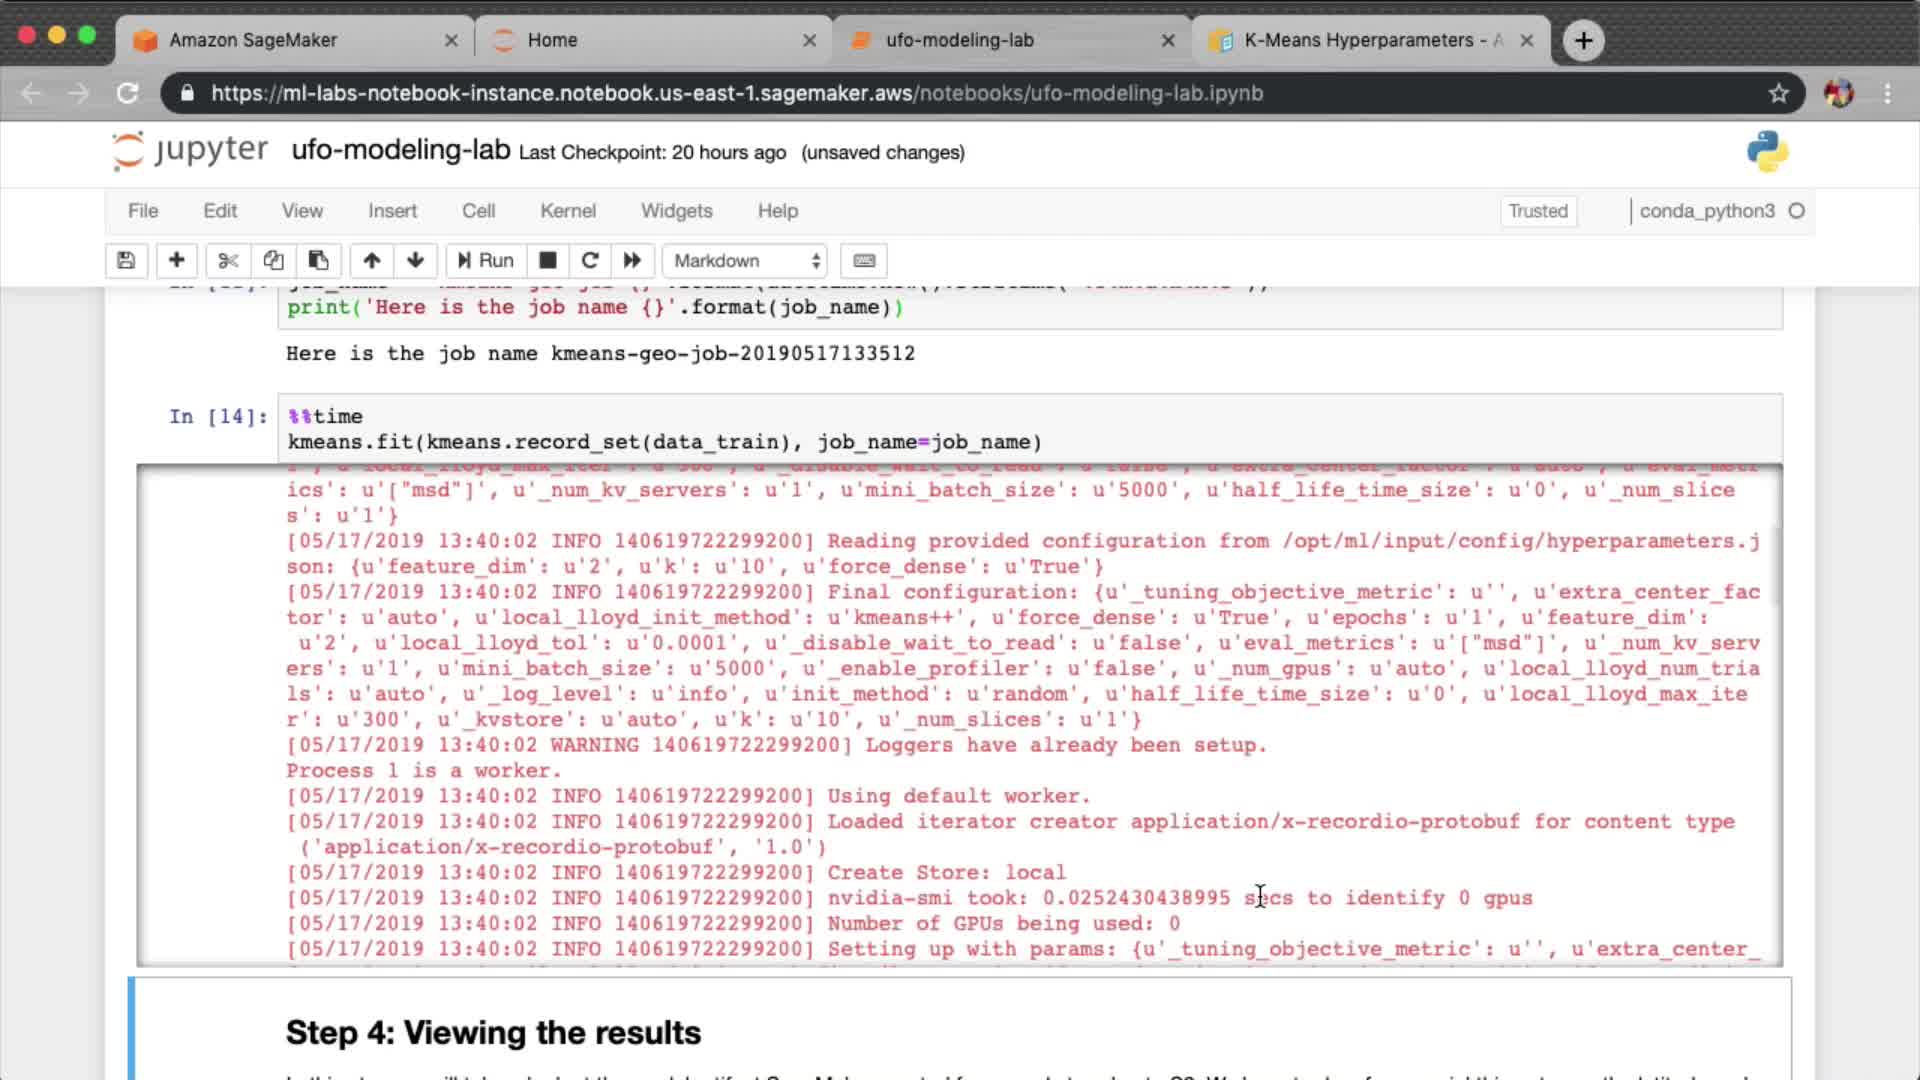 Amazon SageMaker
Home
ufo-modeling-lab
K-Means Hyperparameters - A
https://ml-labs-notebook-instance.notebook.us-east-1.sagemaker.aws/notebooks/ufo-modeling-lab.ipynb
jupyter ufo-modeling-lab Last Checkpoint: 20 hours ago (unsaved changes)
File Edit View Insert Cell Kernel Widgets Help Trusted conda_python3
Run Markdown
print('Here is the job name {}'.format(job_name))
Here is the job name kmeans-geo-job-20190517133512
In [14]: %%time
kmeans.fit(kmeans.record_set(data_train), job_name=job_name)
ics': u'["msd"]', u'_num_kv_servers': u'1', u'mini_batch_size': u'5000', u'half_life_time_size': u'0', u'_num_slice
s': u'1'}
[05/17/2019 13:40:02 INFO 140619722299200] Reading provided configuration from /opt/ml/input/config/hyperparameters.j
son: {u'feature_dim': u'2', u'k': u'10', u'force_dense': u'True'}
[05/17/2019 13:40:02 INFO 140619722299200] Final configuration: {u'_tuning_objective_metric': u'', u'extra_center_fac
tor': u'auto', u'local_lloyd_init_method': u'kmeans++', u'force_dense': u'True', u'epochs': u'1', u'feature_dim':
u'2', u'local_lloyd_tol': u'0.0001', u'_disable_wait_to_read': u'false', u'eval_metrics': u'["msd"]', u'_num_kv_serv
ers': u'1', u'mini_batch_size': u'5000', u'_enable_profiler': u'false', u'_num_gpus': u'auto', u'local_lloyd_num_tria
ls': u'auto', u'_log_level': u'info', u'init_method': u'random', u'half_life_time_size': u'0', u'local_lloyd_max_ite
r': u'300', u'_kvstore': u'auto', u'k': u'10', u'_num_slices': u'1'}
[05/17/2019 13:40:02 WARNING 140619722299200] Loggers have already been setup.
Process 1 is a worker.
[05/17/2019 13:40:02 INFO 140619722299200] Using default worker.
[05/17/2019 13:40:02 INFO 140619722299200] Loaded iterator creator application/x-recordio-protobuf for content type
('application/x-recordio-protobuf', '1.0')
[05/17/2019 13:40:02 INFO 140619722299200] Create Store: local
[05/17/2019 13:40:02 INFO 140619722299200] nvidia-smi took: 0.0252430438995 secs to identify 0 gpus
[05/17/2019 13:40:02 INFO 140619722299200] Number of GPUs being used: 0
[05/17/2019 13:40:02 INFO 140619722299200] Setting up with params: {u'_tuning_objective_metric': u'', u'extra_center_
Step 4: Viewing the results